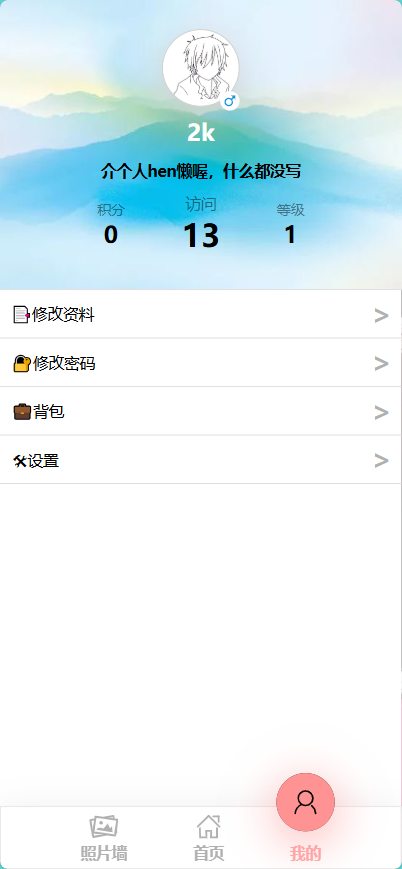 2k
介个人hen懒喔，什么都没写
积分 访问 等级
0 13 1
修改资料 >
修改密码 >
背包 >
设置 >
照片墙 首页 我的